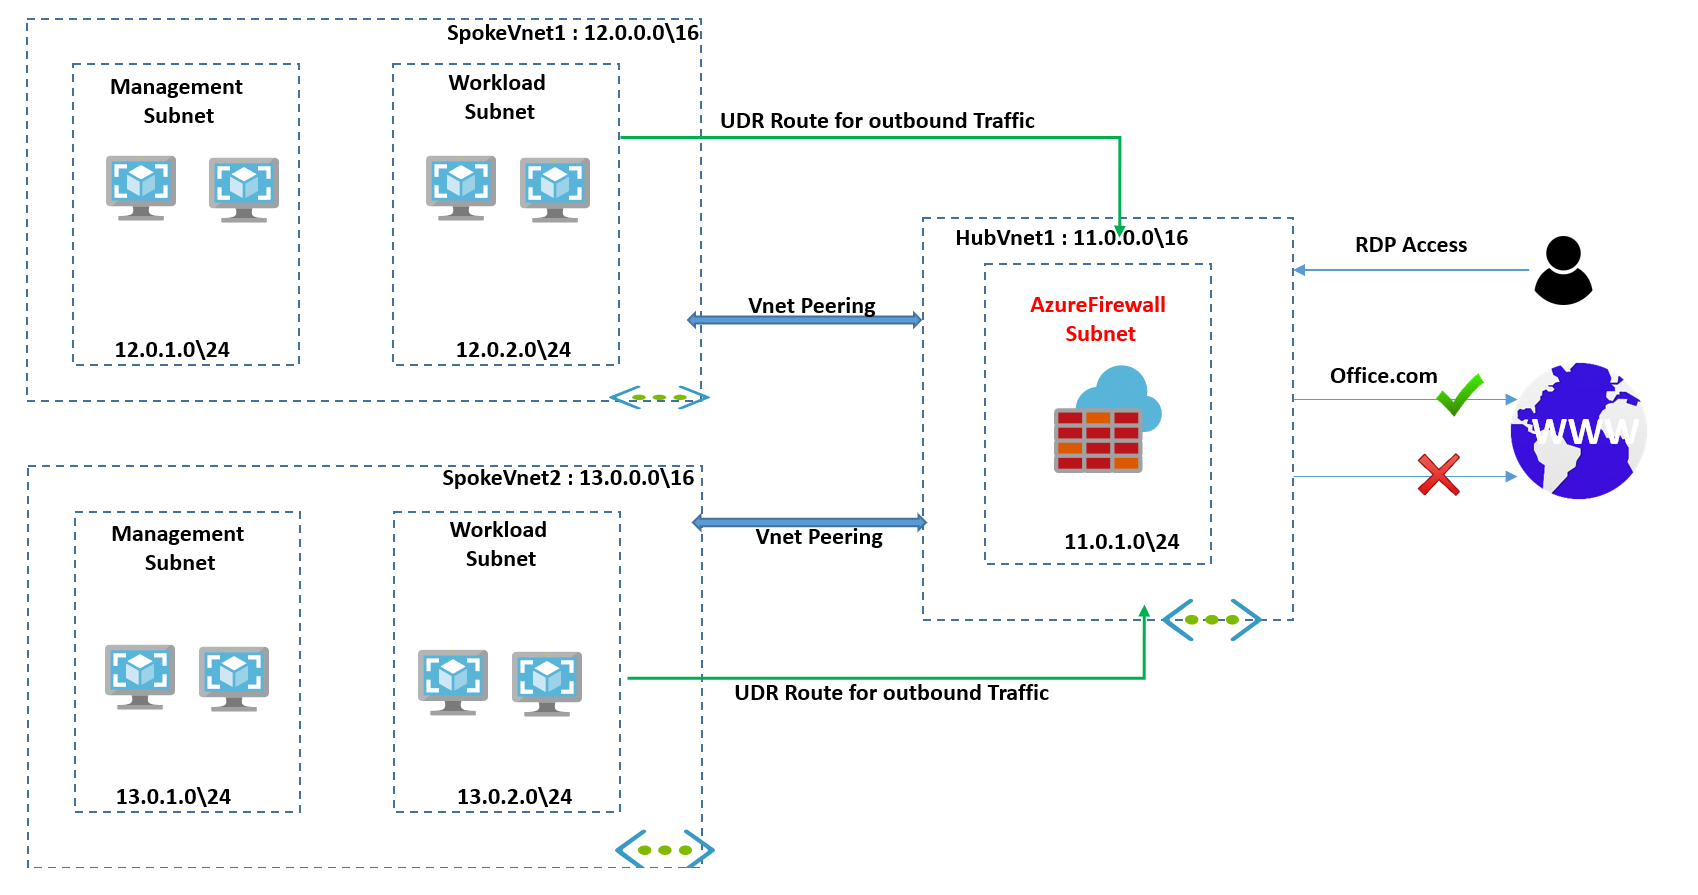 SpokeVnet1 : 12.0.0.0\16
Management
Subnet
Workload
Subnet
12.0.1.0\24
12.0.2.0\24
UDR Route for outbound Traffic
Vnet Peering
HubVnet1 : 11.0.0.0\16
AzureFirewall
Subnet
11.0.1.0\24
RDP Access
Office.com
WWW
SpokeVnet2 : 13.0.0.0\16
Management
Subnet
Workload
Subnet
13.0.1.0\24
13.0.2.0\24
Vnet Peering
UDR Route for outbound Traffic